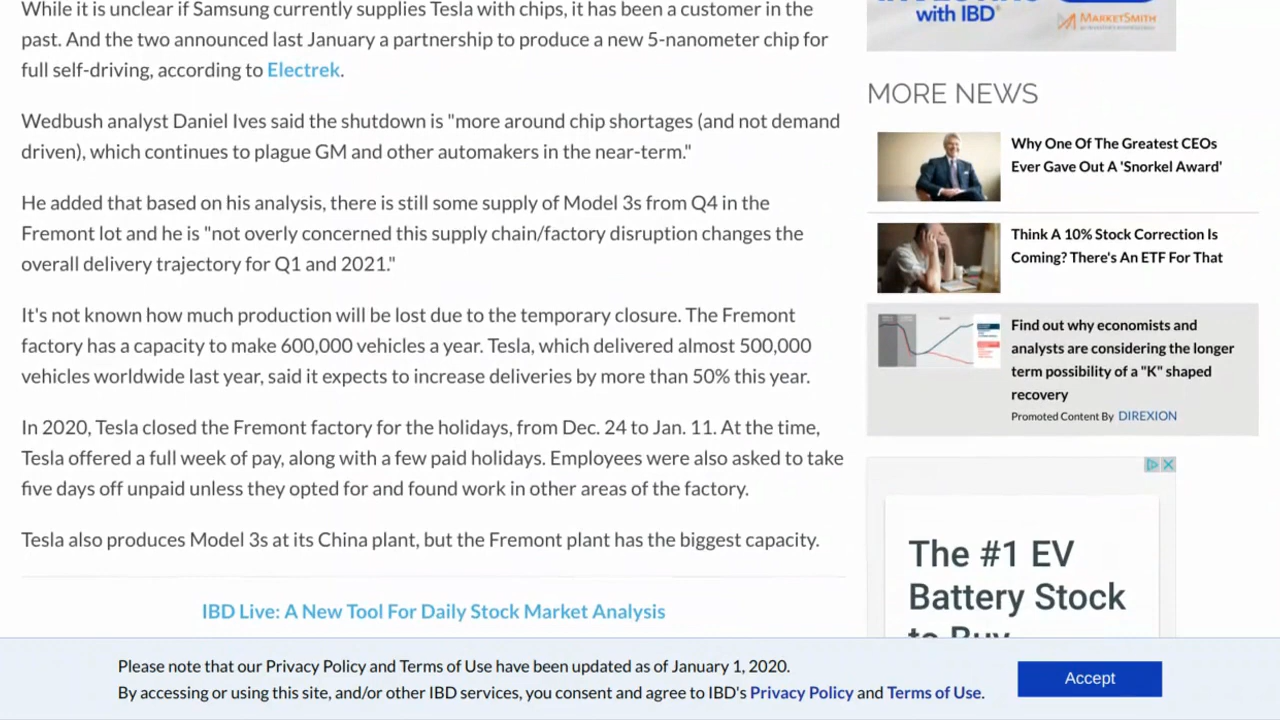 While it is unclear if Samsung currently supplies Tesla with chips, it has been a customer in the
past. And the two announced last January a partnership to produce a new 5-nanometer chip for
full self-driving, according to Electrek.
Wedbush analyst Daniel Ives said the shutdown is "more around chip shortages (and not demand
driven), which continues to plague GM and other automakers in the near-term."
He added that based on his analysis, there is still some supply of Model 3s from Q4 in the
Fremont lot and he is "not overly concerned this supply chain/factory disruption changes the
overall delivery trajectory for Q1 and 2021."
It's not known how much production will be lost due to the temporary closure. The Fremont
factory has a capacity to make 600,000 vehicles a year. Tesla, which delivered almost 500,000
vehicles worldwide last year, said it expects to increase deliveries by more than 50% this year.
In 2020, Tesla closed the Fremont factory for the holidays, from Dec. 24 to Jan. 11. At the time,
Tesla offered a full week of pay, along with a few paid holidays. Employees were also asked to take
five days off unpaid unless they opted for and found work in other areas of the factory.
Tesla also produces Model 3s at its China plant, but the Fremont plant has the biggest capacity.
IBD Live: A New Tool For Daily Stock Market Analysis
with IBD
MARKETSMITH
MORE NEWS
Why One Of The Greatest CEOs
Ever Gave Out A 'Snorkel Award'
Think A 10% Stock Correction Is
Coming? There's An ETF For That
Find out why economists and
analysts are considering the longer
term possibility of a "K" shaped
recovery
Promoted Content By DIREXION
The #1 EV
Battery Stock
to Buy
Please note that our Privacy Policy and Terms of Use have been updated as of January 1, 2020.
By accessing or using this site, and/or other IBD services, you consent and agree to IBD's Privacy Policy and Terms of Use.
Accept